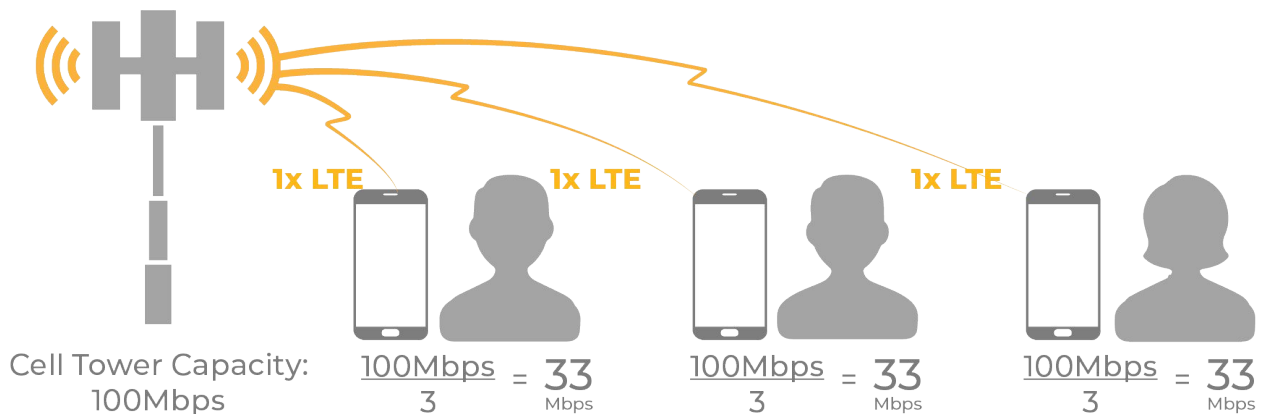 1x LTE
1x LTE
1x LTE
Cell Tower Capacity:
100Mbps
100Mbps
3
= 33
Mbps
100Mbps
3
= 33
Mbps
100Mbps
3
= 33
Mbps